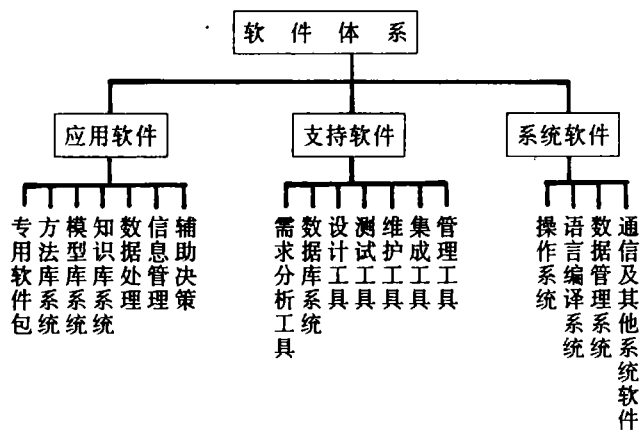 软件体系
应用软件
支持软件
系统软件
专用软件包
方法库系统
模型库系统
知识库系统
数据处理
信息管理
辅助决策
需求分析工具
数据库系统
设计工具
测试工具
维护工具
集成工具
管理工具
操作系统
语言编译系统
数据管理系统
通信及其他系统软件